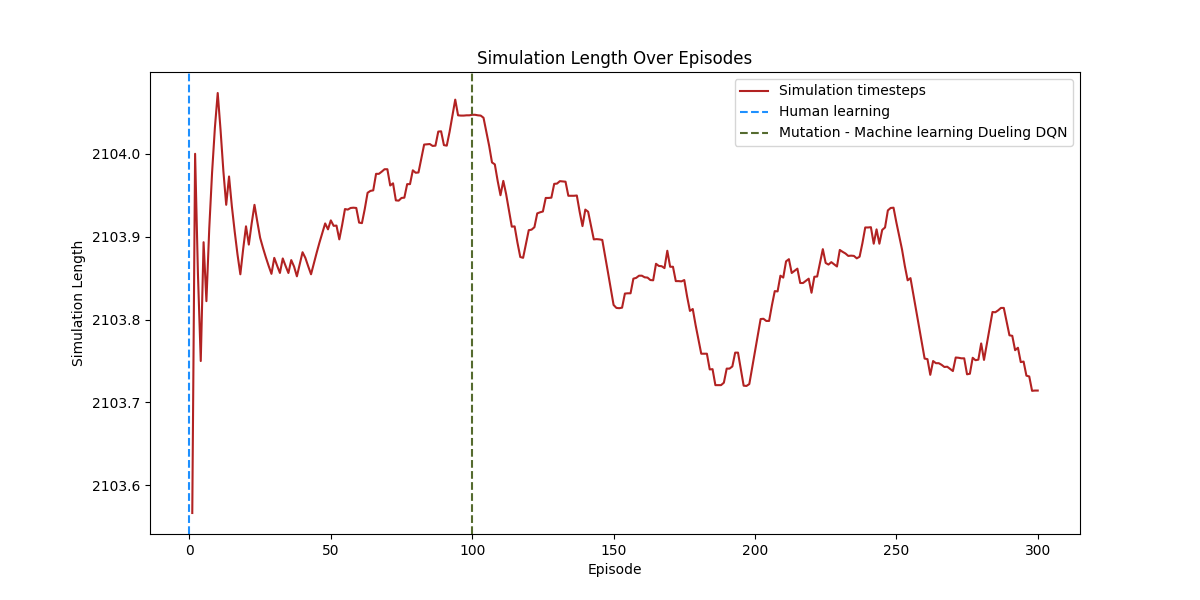 Simulation Length Over Episodes
Simulation timesteps
Human learning
Mutation - Machine learning Dueling DQN
Simulation Length
2104.0
2103.9
2103.8
2103.7
2103.6
0 50 100 150 200 250 300
Episode